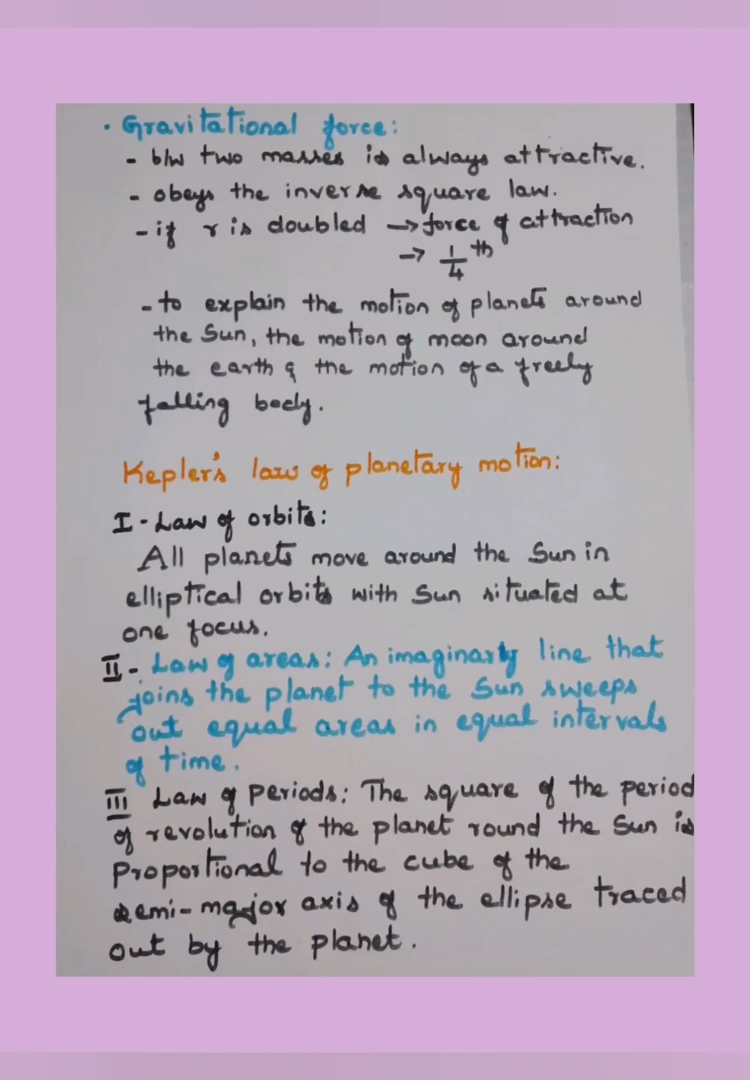 • Gravitational force:
- b/w two masses is always attractive.
- obeys the inverse square law.
- if r is doubled → force of attraction
→ 1/4 th
- to explain the motion of planets around
the Sun, the motion of moon around
the earth & the motion of a freely
falling body.
Kepler's law of planetary motion:
I - Law of orbits:
All planets move around the Sun in
elliptical orbits with Sun situated at
one focus.
II - Law of areas: An imaginary line that
joins the planet to the Sun sweeps
out equal areas in equal intervals
of time.
III Law of Periods: The square of the period
of revolution of the planet round the Sun is
Proportional to the cube of the
semi-major axis of the ellipse traced
out by the planet.